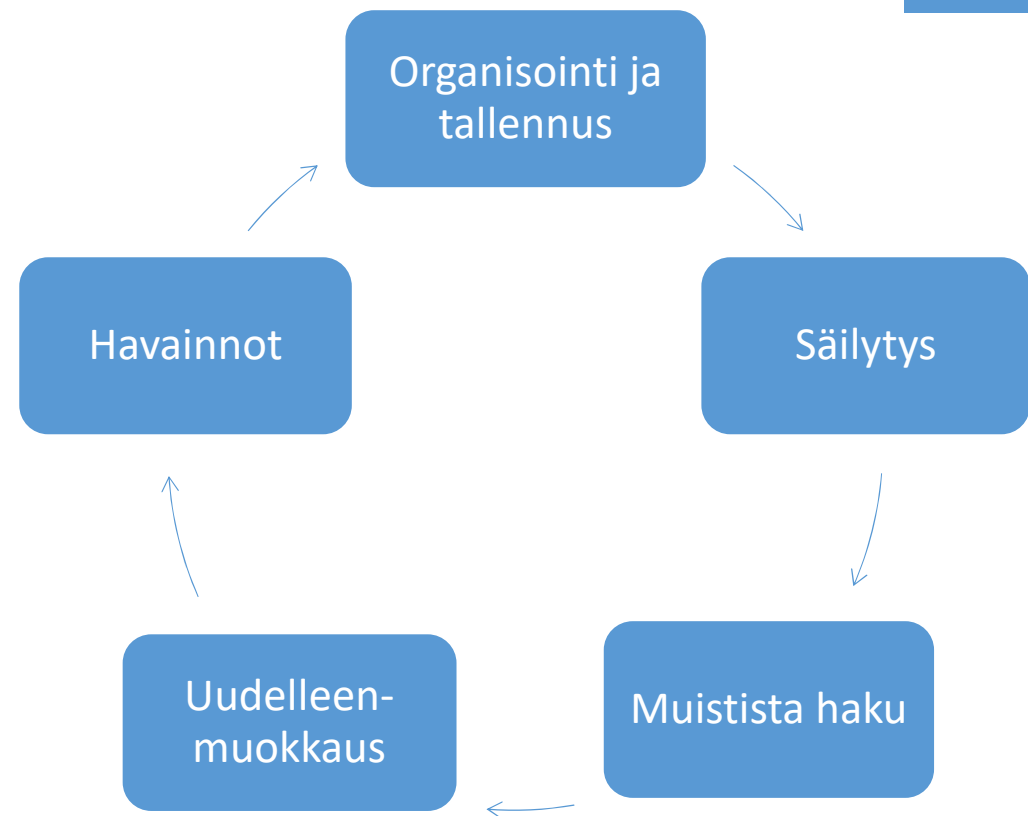 Organisointi ja
tallennus
Havainnot
Säilytys
Uudelleen-
muokkaus
Muistista haku